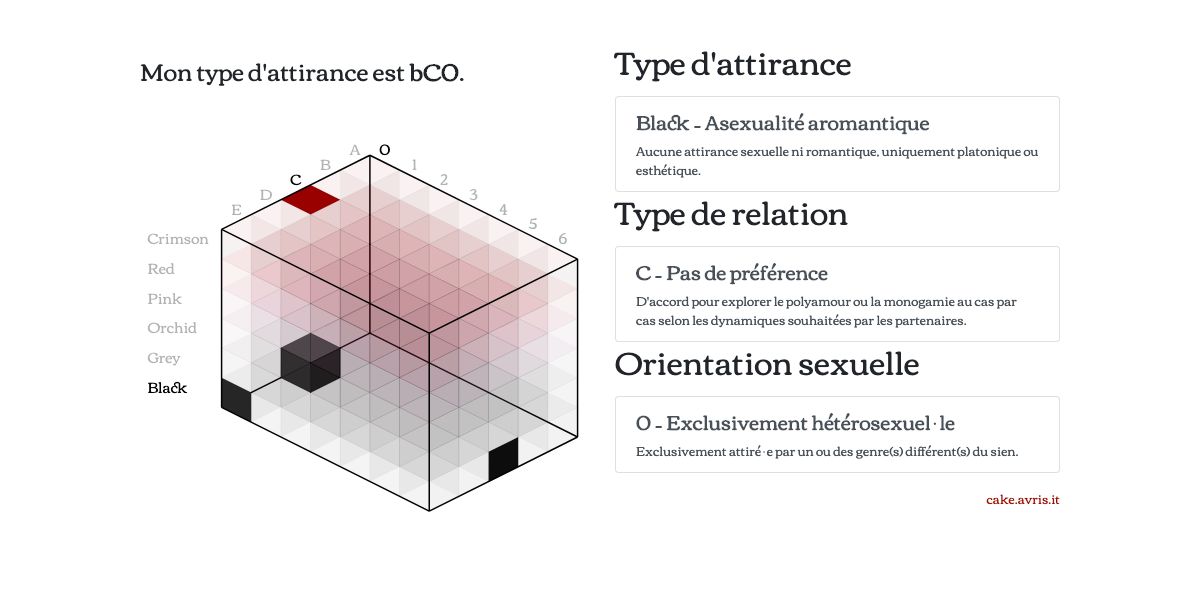 Mon type d'attirance est bC0.
A
B
C
D
E
0
1
2
3
4
5
6
Crimson
Red
Pink
Orchid
Grey
Black
Type d'attirance
Black – Asexualité aromantique
Aucune attirance sexuelle ni romantique, uniquement platonique ou
esthétique.
Type de relation
C – Pas de préférence
D'accord pour explorer le polyamour ou la monogamie au cas par
cas selon les dynamiques souhaitées par les partenaires.
Orientation sexuelle
0 – Exclusivement hétérosexuel·le
Exclusivement attiré·e par un ou des genre(s) différent(s) du sien.
cake.avris.it